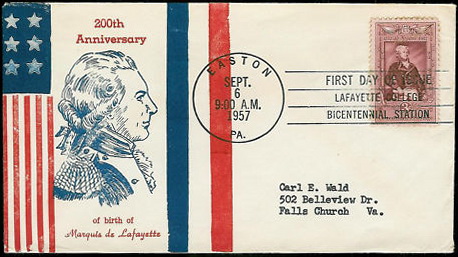 200th
Anniversary
of birth of
Marquis de Lafayette
EASTON
SEPT.
6
9:00 A.M.
1957
PA.
FIRST DAY OF ISSUE
LAFAYETTE COLLEGE
BICENTENNIAL STATION
Carl E. Wald
502 Belleview Dr.
Falls Church Va.